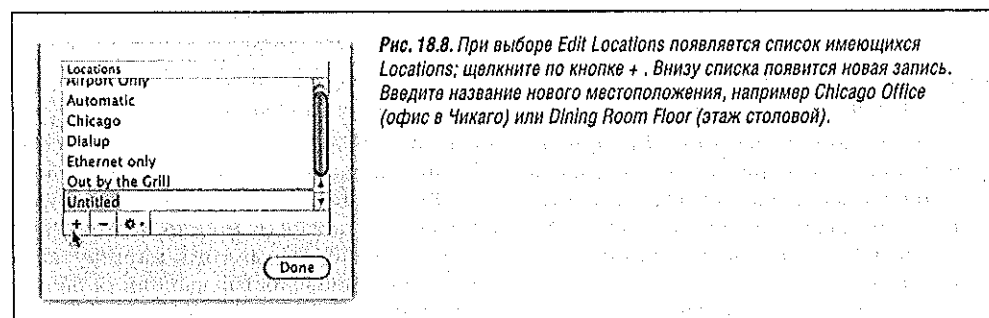 Рис. 18.8. При выборе Edit Locations появляется список имеющихся
Locations; щелкните по кнопке + . Внизу списка появится новая запись.
Введите название нового местоположения, например Chicago Office
(офис в Чикаго) или Dining Room Floor (этаж столовой).
Locations
Airport Only
Automatic
Chicago
Dialup
Ethernet only
Out by the Grill
Untitled
+ −
Done